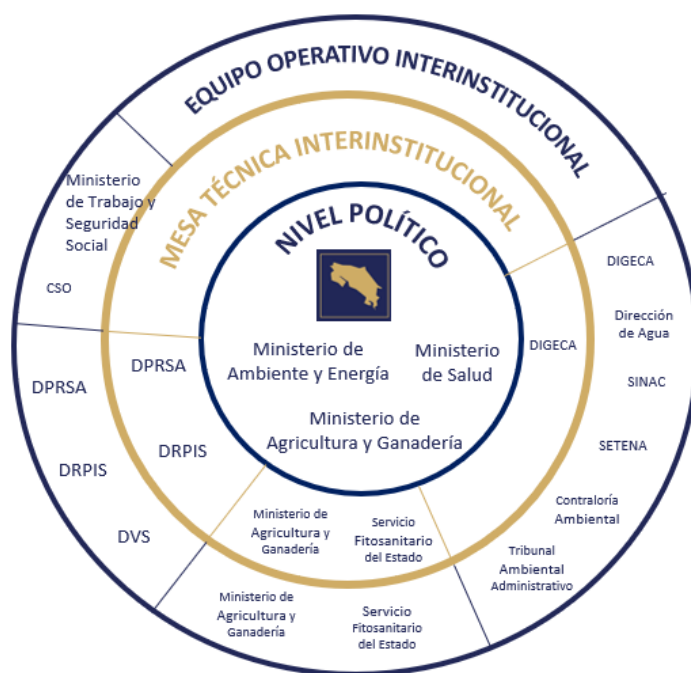 EQUIPO OPERATIVO INTERINSTITUCIONAL
MESA TÉCNICA INTERINSTITUCIONAL
NIVEL POLÍTICO
Ministerio de
Ambiente y Energía
Ministerio
de Salud
Ministerio de
Agricultura y Ganadería
DIGECA
Servicio
Fitosanitario
del Estado
Ministerio de
Agricultura y
Ganadería
DRPIS
DPRSA
DIGECA
Dirección
de Agua
SINAC
SETENA
Contraloría
Ambiental
Tribunal
Ambiental
Administrativo
Servicio
Fitosanitario
del Estado
Ministerio de
Agricultura y
Ganadería
DVS
DRPIS
DPRSA
CSO
Ministerio
de Trabajo y
Seguridad
Social